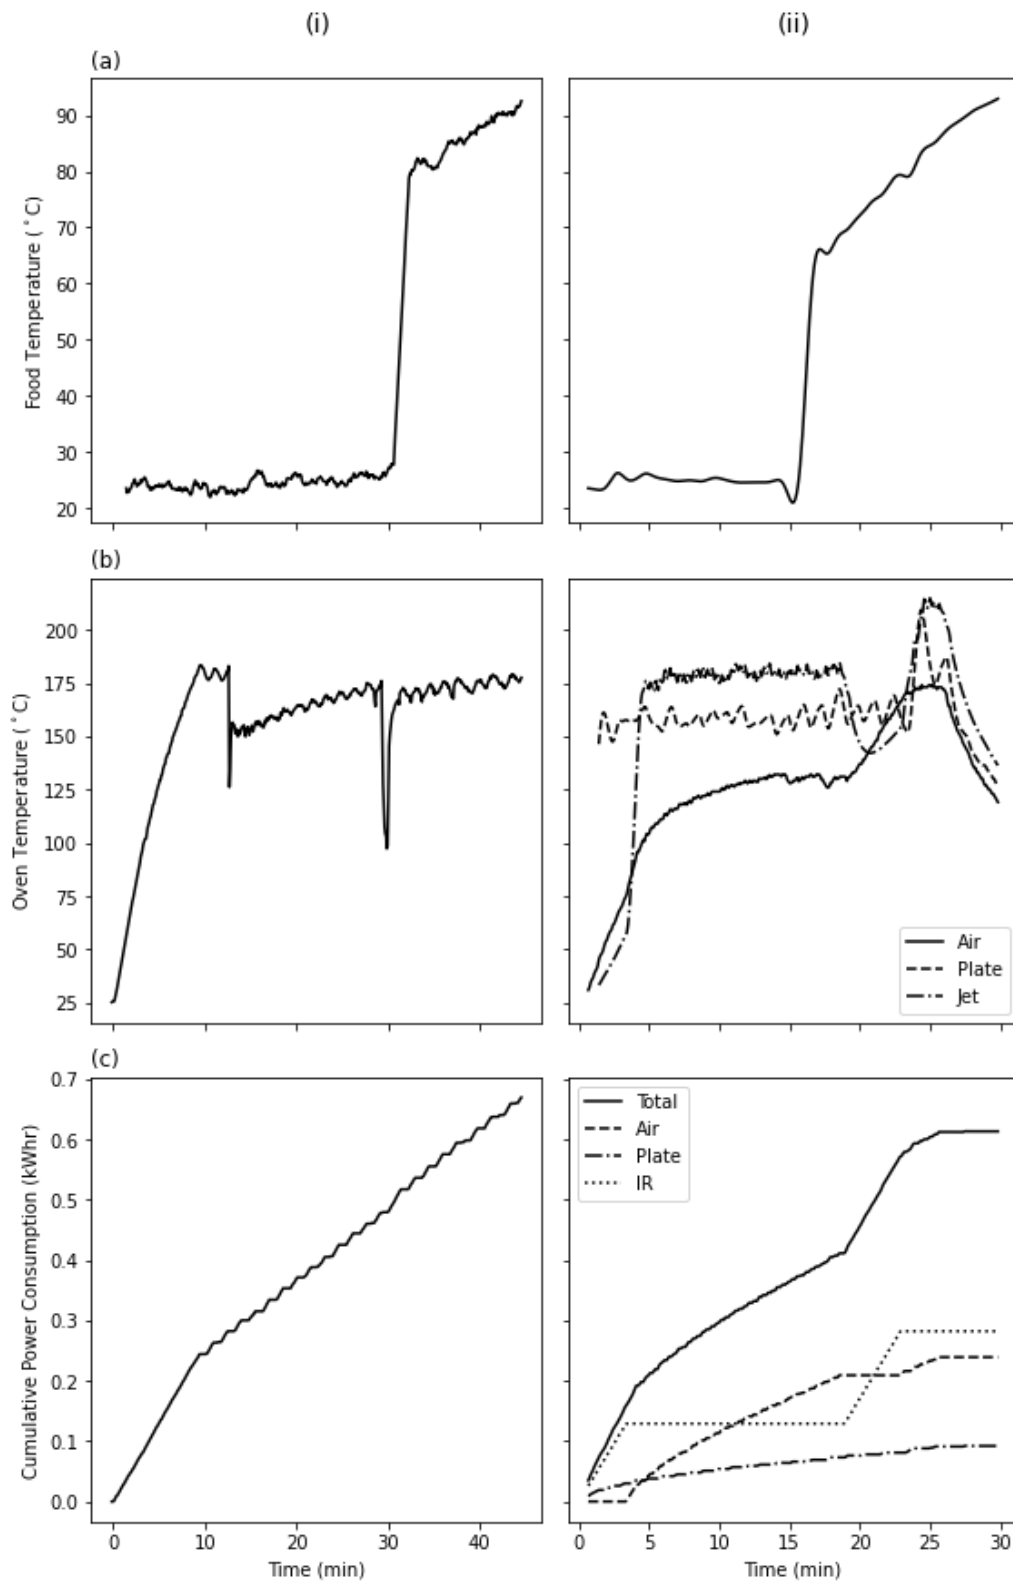 (i)
(ii)
(a)
Food Temperature (°C)
90
80
70
60
50
40
30
20
(b)
Oven Temperature (°C)
200
175
150
125
100
75
50
25
Air
Plate
Jet
(c)
Cumulative Power Consumption (kWhr)
0.7
0.6
0.5
0.4
0.3
0.2
0.1
0.0
Total
Air
Plate
IR
0 10 20 30 40
Time (min)
0 5 10 15 20 25 30
Time (min)